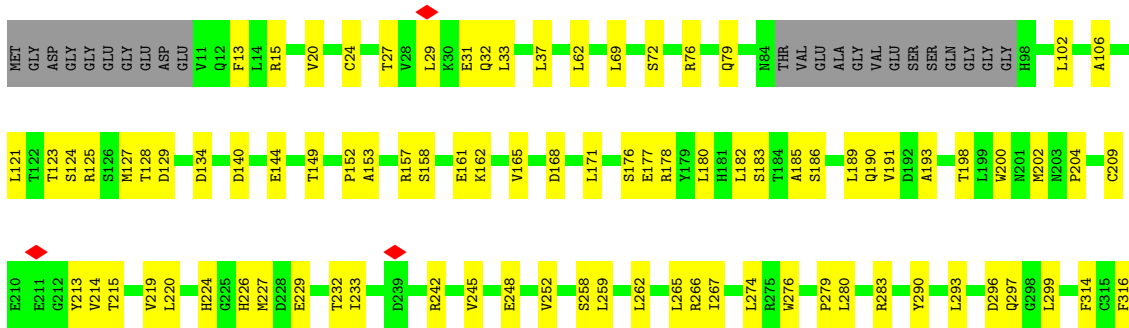 MET GLY ASP GLY GLY GLU GLY GLU ASP GLU V11 Q12 F13 L14 R15 V20 C24 T27 V28 L29 K30 E31 Q32 L33 L37 L62 L69 S72 R76 Q79 N84 THR VAL GLU ALA GLY VAL GLU SER SER GLN GLY GLY GLY H98 L102 A106
L121 T122 T123 S124 R125 S126 M127 T128 D129 D134 D140 E144 T149 P152 A153 R157 S158 E161 K162 V165 D168 L171 S176 E177 R178 Y179 L180 H181 L182 S183 T184 A185 S186 L189 Q190 V191 D192 A193 T198 L199 W200 N201 M202 N203 P204 C209
E210 E211 G212 Y213 V214 T215 V219 L220 H224 G225 H226 M227 D228 E229 T232 I233 D239 R242 V245 E248 V252 S258 L259 L262 L265 R266 I267 L274 R275 W276 P279 L280 R283 Y290 L293 D296 Q297 G298 L299 F314 C315 F316